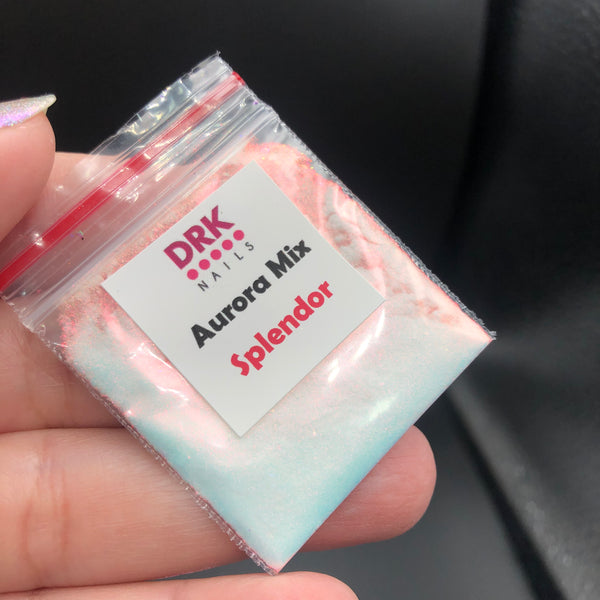 DRK
NAILS
Aurora Mix
Splendor